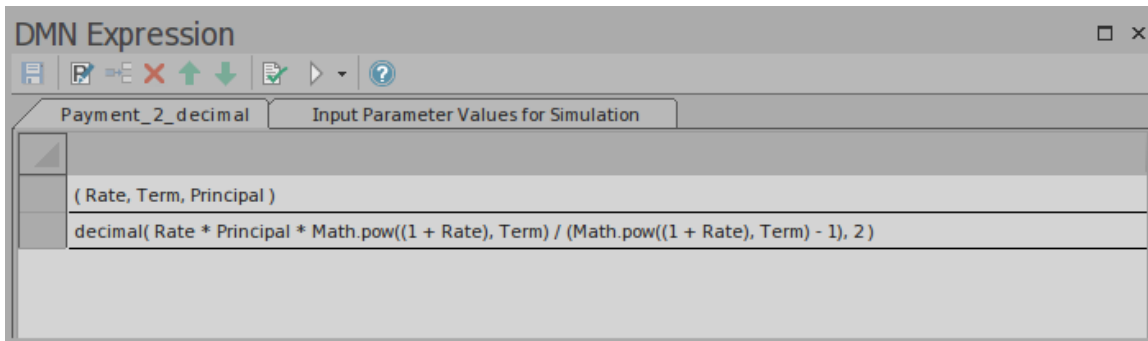 DMN Expression
Payment_2_decimal
Input Parameter Values for Simulation
( Rate, Term, Principal )
decimal( Rate * Principal * Math.pow((1 + Rate), Term) / (Math.pow((1 + Rate), Term) - 1), 2 )